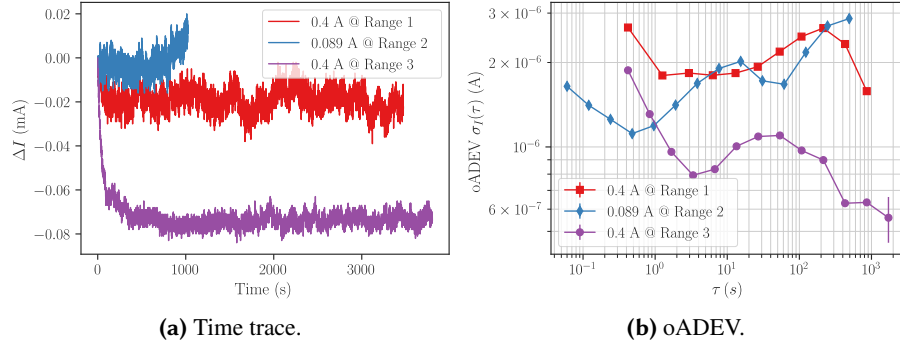 0.02
0.00
−0.02
−0.04
−0.06
−0.08
ΔI (mA)
0.4 A @ Range 1
0.089 A @ Range 2
0.4 A @ Range 3
0
1000
2000
3000
Time (s)
(a) Time trace.
3 × 10⁻⁶
2 × 10⁻⁶
10⁻⁶
6 × 10⁻⁷
oADEV σ_I(τ) (A)
0.4 A @ Range 1
0.089 A @ Range 2
0.4 A @ Range 3
10⁻¹
10⁰
10¹
10²
10³
τ (s)
(b) oADEV.